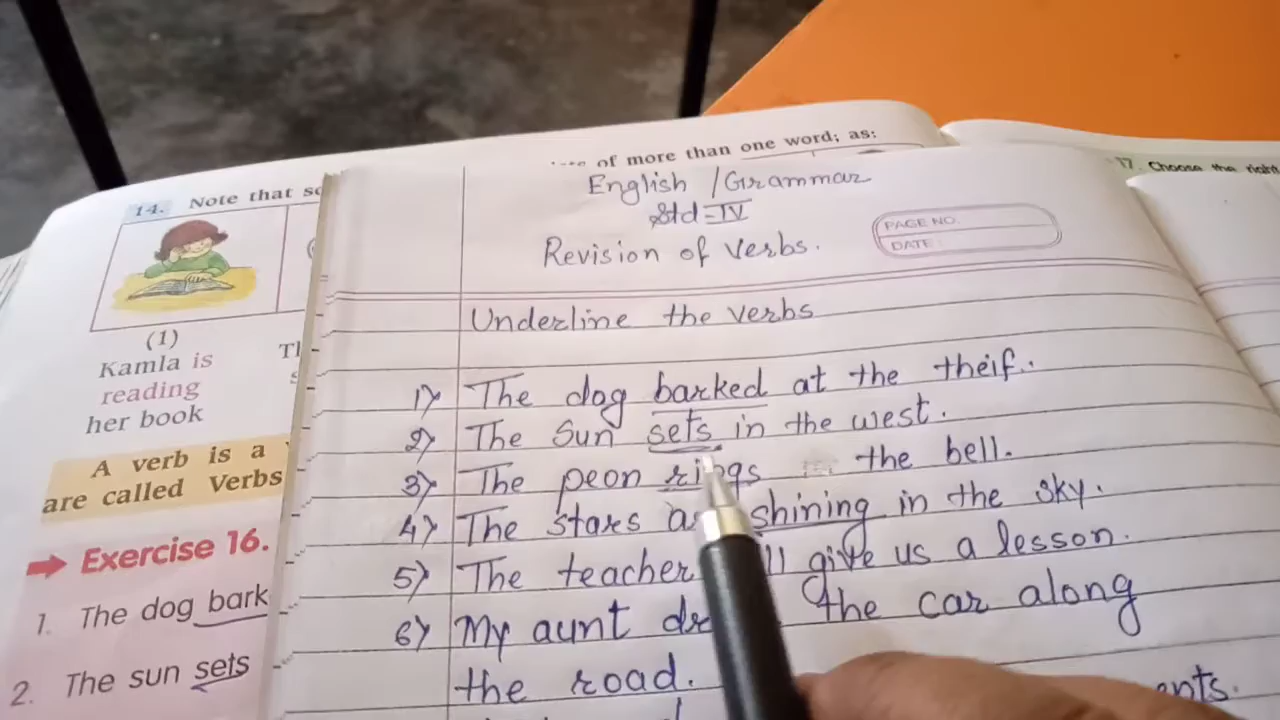 of more than one word; as:
14. Note that
17. Choose the right
English / Grammar
Std - IV
PAGE NO.
DATE:
Revision of Verbs.
Underline the verbs
(1)
Kamla is
reading
her book
A verb is a
are called Verbs
Exercise 16.
1. The dog bark
2. The sun sets
1) The dog barked at the theif.
2) The Sun sets in the west.
3) The peon rings the bell.
4) The stars shining in the sky.
5) The teacher give us a lesson.
6) My aunt the car along
the road.